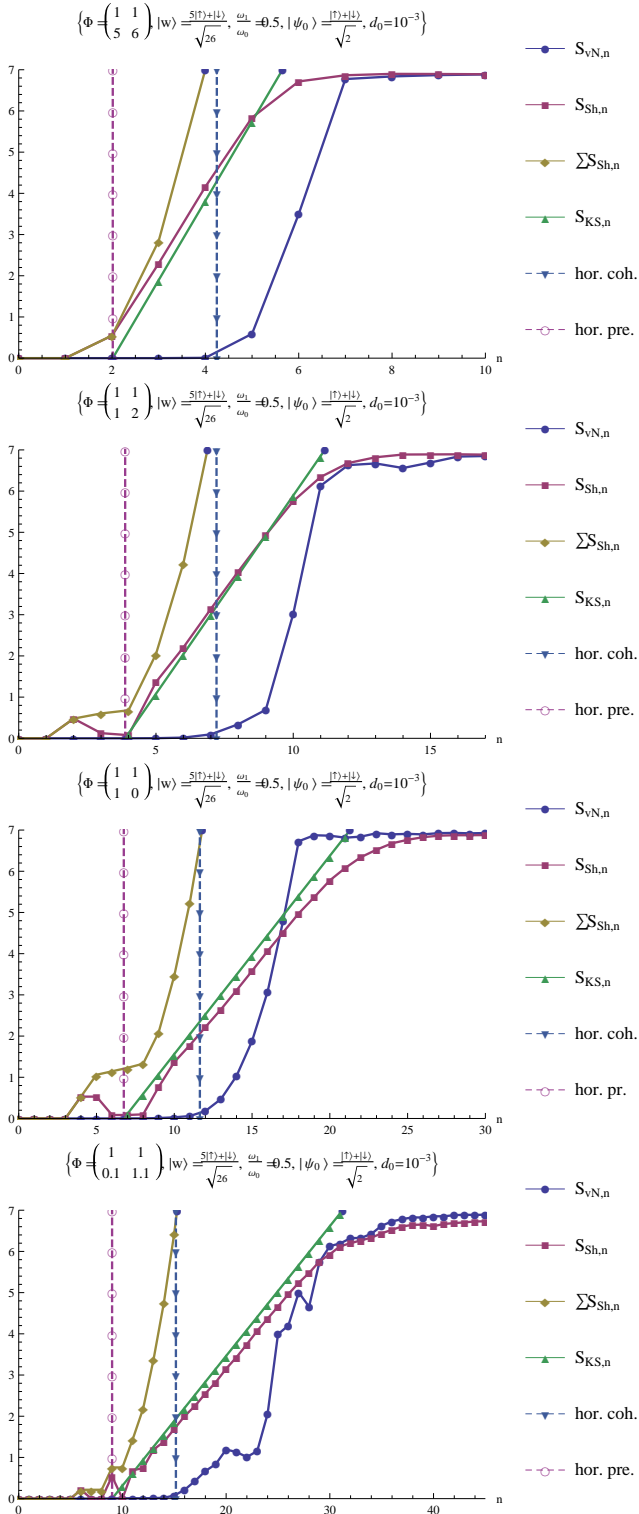 {Φ=(1 1 5 6), |w⟩=5|↑⟩+|↓⟩/√26, ω1/ω0=0.5, |ψ0⟩=|↑⟩+|↓⟩/√2, d0=10^-3}
S_vN,n
S_Sh,n
∑S_Sh,n
S_KS,n
hor. coh.
hor. pre.
7
6
5
4
3
2
1
0
0 2 4 6 8 10 n
{Φ=(1 1 1 2), |w⟩=5|↑⟩+|↓⟩/√26, ω1/ω0=0.5, |ψ0⟩=|↑⟩+|↓⟩/√2, d0=10^-3}
S_vN,n
S_Sh,n
∑S_Sh,n
S_KS,n
hor. coh.
hor. pre.
7
6
5
4
3
2
1
0
0 5 10 15 n
{Φ=(1 1 1 0), |w⟩=5|↑⟩+|↓⟩/√26, ω1/ω0=0.5, |ψ0⟩=|↑⟩+|↓⟩/√2, d0=10^-3}
S_vN,n
S_Sh,n
∑S_Sh,n
S_KS,n
hor. coh.
hor. pr.
7
6
5
4
3
2
1
0
0 5 10 15 20 25 30 n
{Φ=(1 1 0.1 1.1), |w⟩=5|↑⟩+|↓⟩/√26, ω1/ω0=0.5, |ψ0⟩=|↑⟩+|↓⟩/√2, d0=10^-3}
S_vN,n
S_Sh,n
∑S_Sh,n
S_KS,n
hor. coh.
hor. pre.
7
6
5
4
3
2
1
0
0 10 20 30 40 n